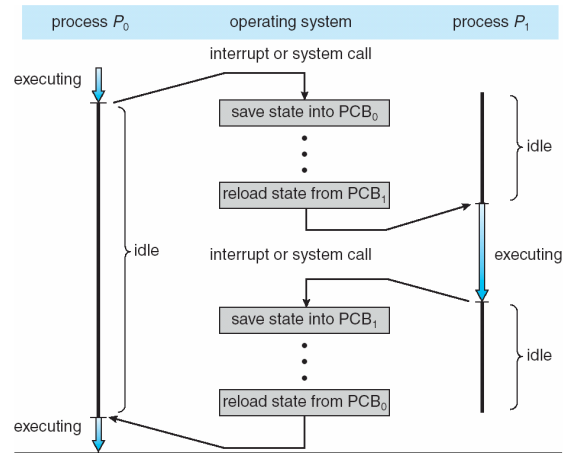 process P0 operating system process P1
interrupt or system call
executing
save state into PCB0
idle
reload state from PCB1
idle
interrupt or system call
executing
save state into PCB1
idle
reload state from PCB0
executing